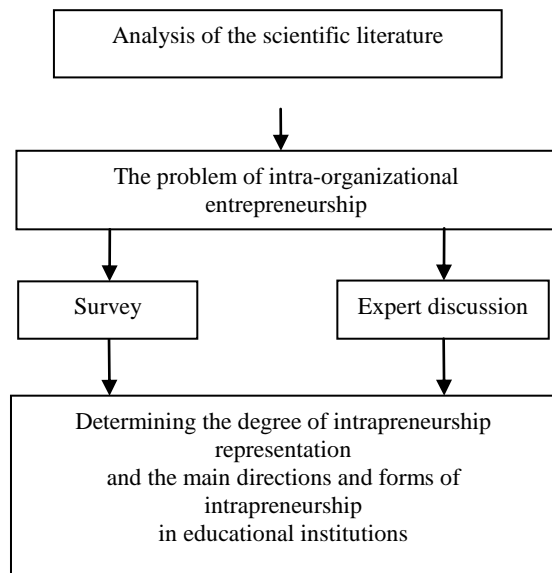 Analysis of the scientific literature
The problem of intra-organizational
entrepreneurship
Survey
Expert discussion
Determining the degree of intrapreneurship
representation
and the main directions and forms of
intrapreneurship
in educational institutions